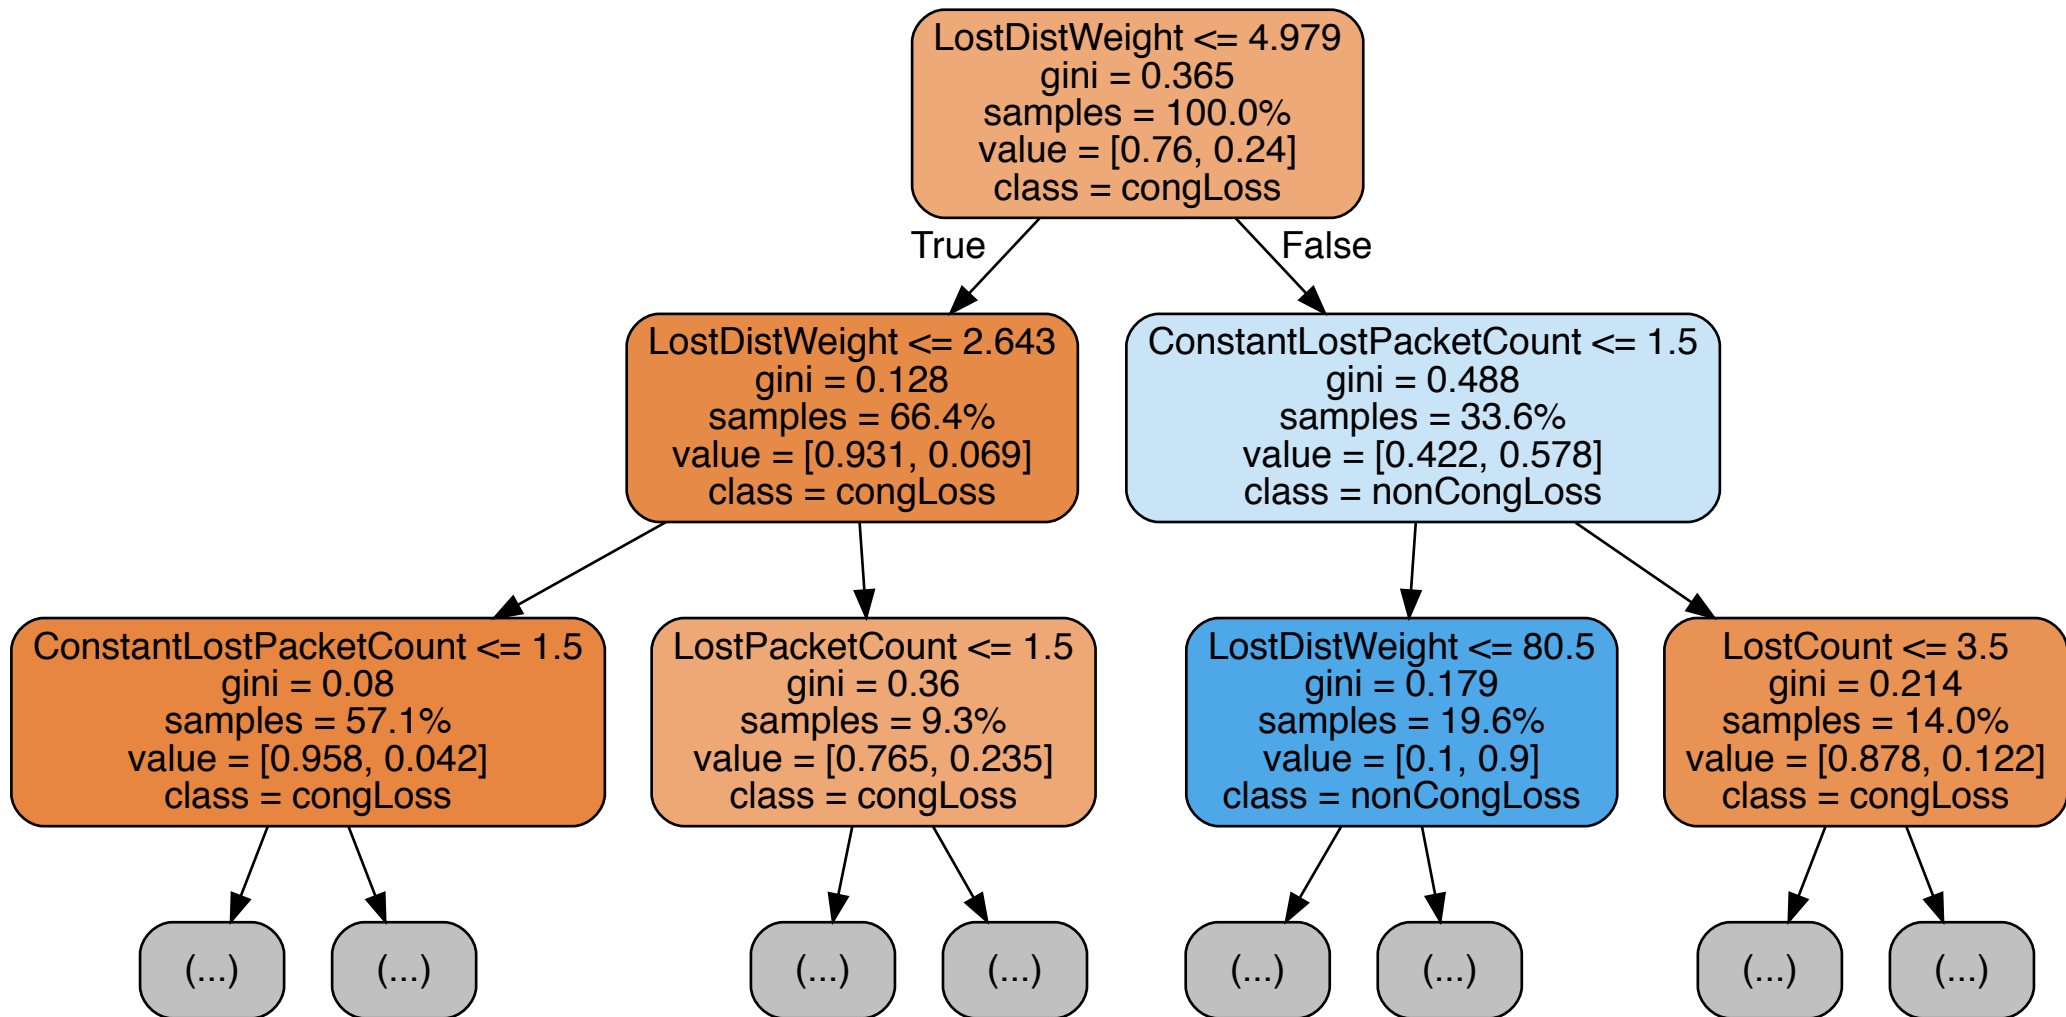 LostDistWeight <= 4.979
gini = 0.365
samples = 100.0%
value = [0.76, 0.24]
class = congLoss
True
False
LostDistWeight <= 2.643
gini = 0.128
samples = 66.4%
value = [0.931, 0.069]
class = congLoss
ConstantLostPacketCount <= 1.5
gini = 0.488
samples = 33.6%
value = [0.422, 0.578]
class = nonCongLoss
ConstantLostPacketCount <= 1.5
gini = 0.08
samples = 57.1%
value = [0.958, 0.042]
class = congLoss
LostPacketCount <= 1.5
gini = 0.36
samples = 9.3%
value = [0.765, 0.235]
class = congLoss
LostDistWeight <= 80.5
gini = 0.179
samples = 19.6%
value = [0.1, 0.9]
class = nonCongLoss
LostCount <= 3.5
gini = 0.214
samples = 14.0%
value = [0.878, 0.122]
class = congLoss
(...)
(...)
(...)
(...)
(...)
(...)
(...)
(...)